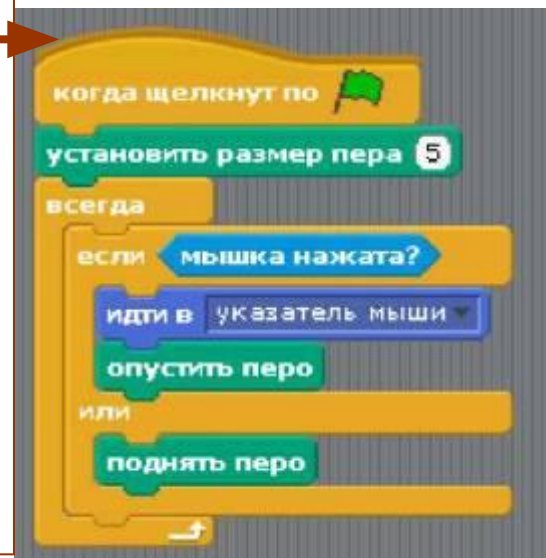 когда щелкнут по
установить размер пера 5
всегда
если мышка нажата?
идти в указатель мыши
опустить перо
или
поднять перо